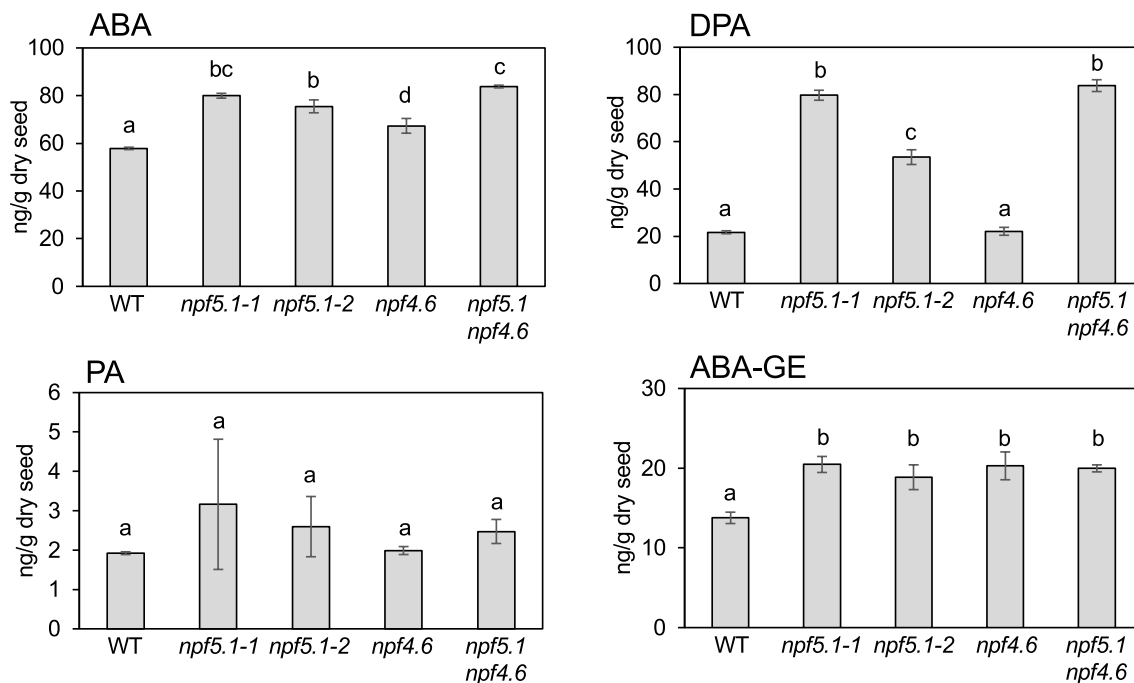 ABA
ng/g dry seed
100
80
60
40
20
0
a
bc
b
d
c
WT
npf5.1-1
npf5.1-2
npf4.6
npf5.1
npf4.6
DPA
ng/g dry seed
100
80
60
40
20
0
a
b
c
a
b
WT
npf5.1-1
npf5.1-2
npf4.6
npf5.1
npf4.6
PA
ng/g dry seed
6
5
4
3
2
1
0
a
a
a
a
a
WT
npf5.1-1
npf5.1-2
npf4.6
npf5.1
npf4.6
ABA-GE
ng/g dry seed
30
20
10
0
a
b
b
b
b
WT
npf5.1-1
npf5.1-2
npf4.6
npf5.1
npf4.6